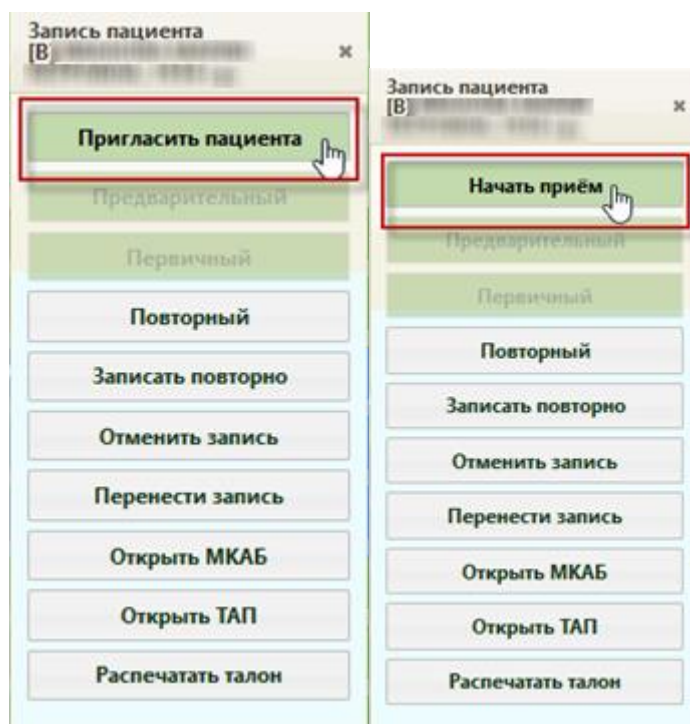 Запись пациента
[В]
Пригласить пациента
Предварительный
Первичный
Повторный
Записать повторно
Отменить запись
Перенести запись
Открыть МКАБ
Открыть ТАП
Распечатать талон
Запись пациента
[В]
Начать приём
Предварительный
Первичный
Повторный
Записать повторно
Отменить запись
Перенести запись
Открыть МКАБ
Открыть ТАП
Распечатать талон